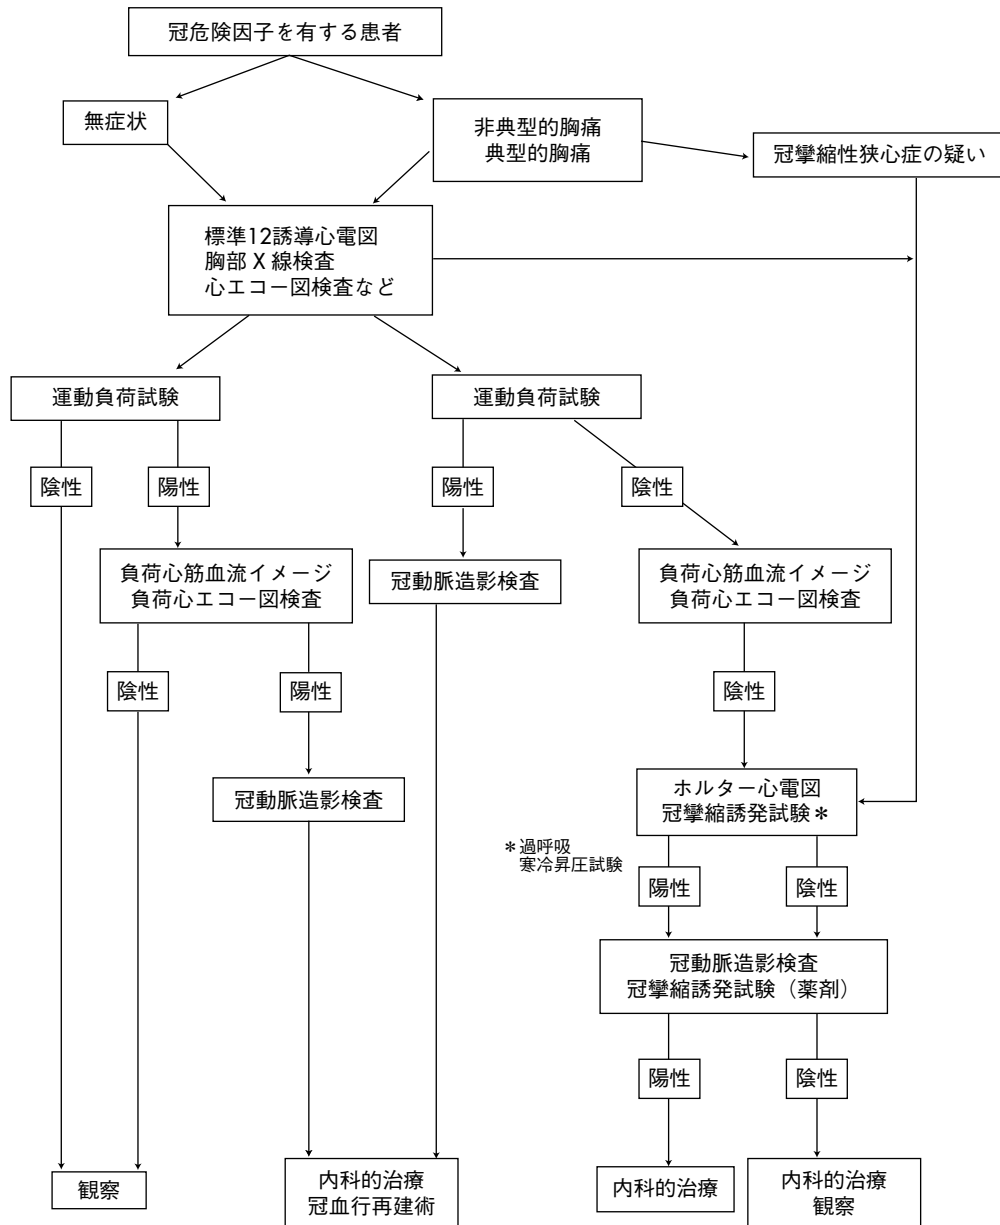 冠危険因子を有する患者
無症状
非典型的胸痛
典型的胸痛
冠攣縮性狭心症の疑い
標準12誘導心電図
胸部 X 線検査
心エコー図検査など
運動負荷試験
運動負荷試験
陰性
陽性
陽性
陰性
負荷心筋血流イメージ
負荷心エコー図検査
冠動脈造影検査
負荷心筋血流イメージ
負荷心エコー図検査
陰性
陽性
陰性
冠動脈造影検査
ホルター心電図
冠攣縮誘発試験＊
＊過呼吸
寒冷昇圧試験
陽性
陰性
冠動脈造影検査
冠攣縮誘発試験（薬剤）
陽性
陰性
観察
内科的治療
冠血行再建術
内科的治療
内科的治療
観察